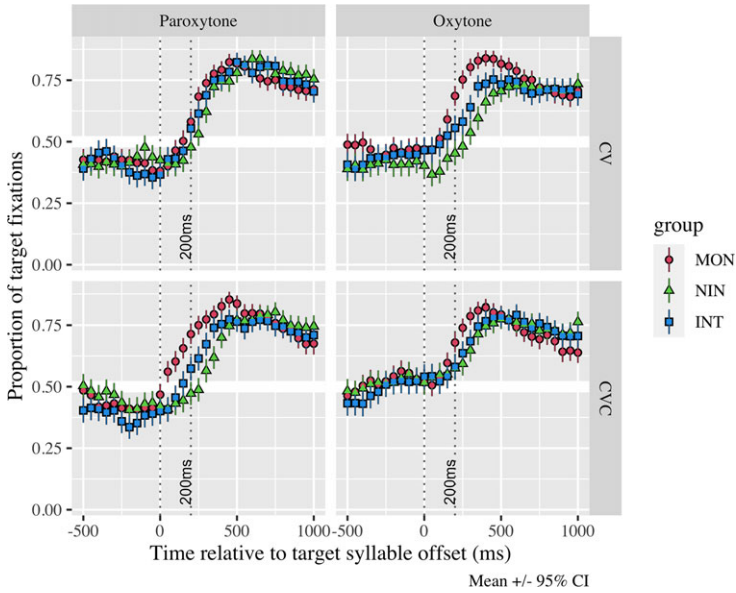 Paroxytone
Oxytone
0.75
0.50
0.25
0.00
200ms
200ms
CV
0.75
0.50
0.25
0.00
200ms
200ms
CVC
-500
0
500
1000
-500
0
500
1000
Proportion of target fixations
Time relative to target syllable offset (ms)
Mean +/- 95% CI
group
MON
NIN
INT